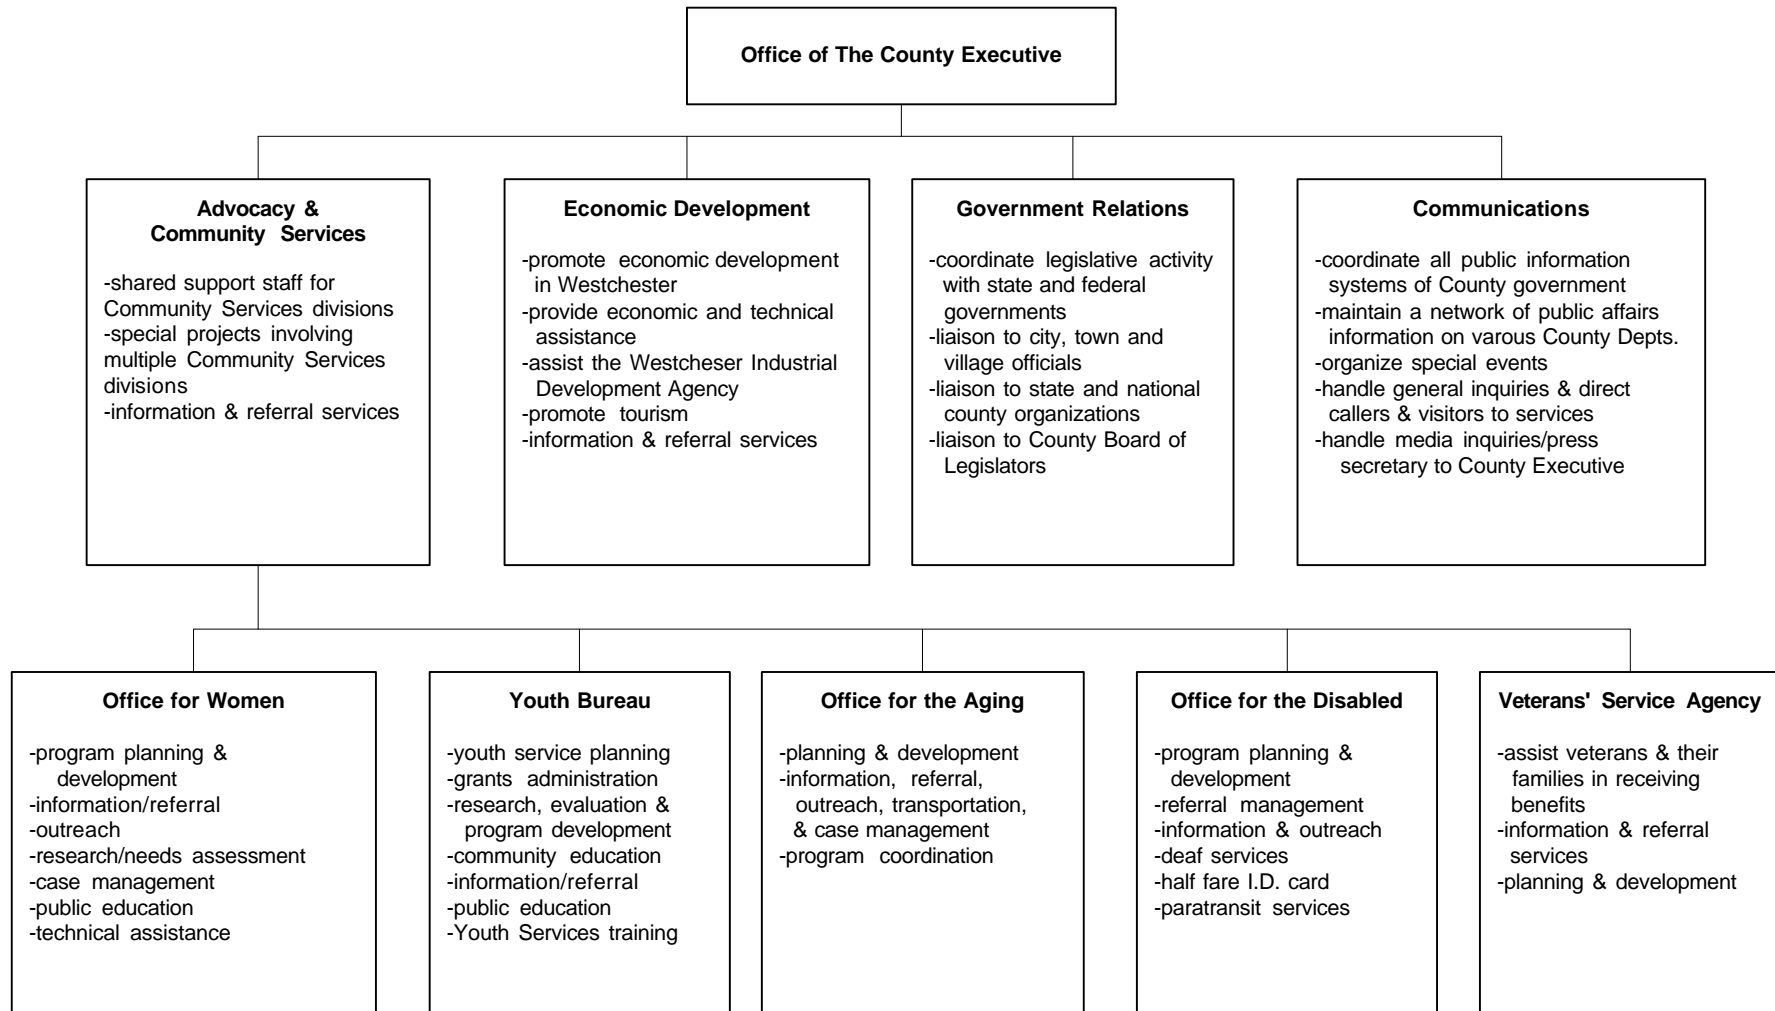 Office of The County Executive
Advocacy &
Community Services
-shared support staff for
Community Services divisions
-special projects involving
multiple Community Services
divisions
-information & referral services
Economic Development
-promote economic development
in Westchester
-provide economic and technical
assistance
-assist the Westcheser Industrial
Development Agency
-promote tourism
-information & referral services
Government Relations
-coordinate legislative activity
with state and federal
governments
-liaison to city, town and
village officials
-liaison to state and national
county organizations
-liaison to County Board of
Legislators
Communications
-coordinate all public information
systems of County government
-maintain a network of public affairs
information on varous County Depts.
-organize special events
-handle general inquiries & direct
callers & visitors to services
-handle media inquiries/press
secretary to County Executive
Office for Women
-program planning &
development
-information/referral
-outreach
-research/needs assessment
-case management
-public education
-technical assistance
Youth Bureau
-youth service planning
-grants administration
-research, evaluation &
program development
-community education
-information/referral
-public education
-Youth Services training
Office for the Aging
-planning & development
-information, referral,
outreach, transportation,
& case management
-program coordination
Office for the Disabled
-program planning &
development
-referral management
-information & outreach
-deaf services
-half fare I.D. card
-paratransit services
Veterans' Service Agency
-assist veterans & their
families in receiving
benefits
-information & referral
services
-planning & development